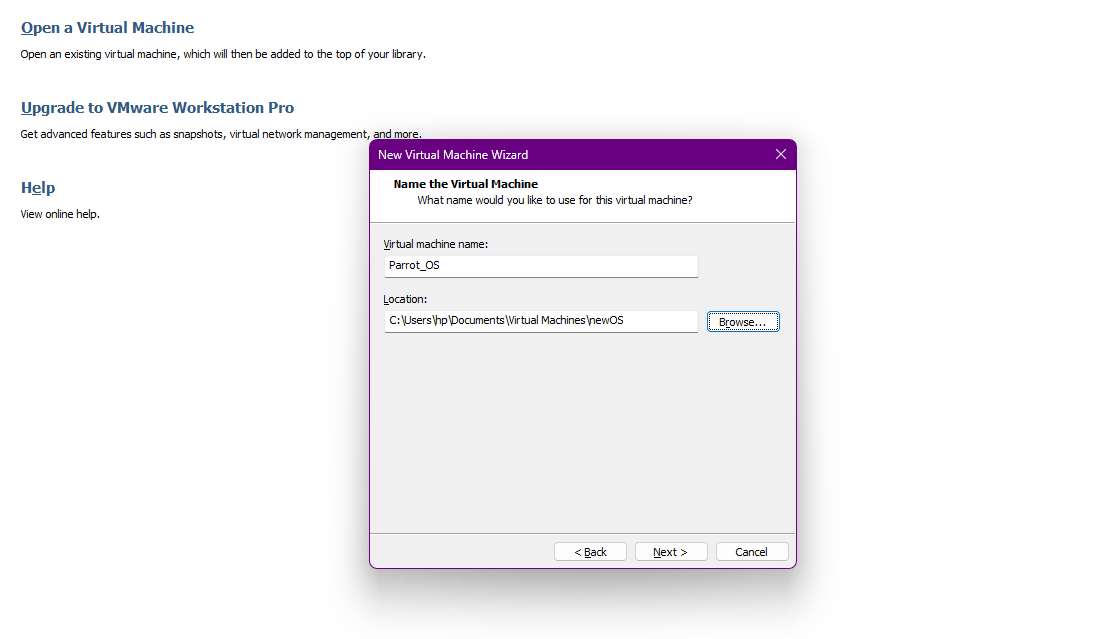 Open a Virtual Machine
Open an existing virtual machine, which will then be added to the top of your library.
Upgrade to VMware Workstation Pro
Get advanced features such as snapshots, virtual network management, and more.
Help
View online help.
New Virtual Machine Wizard
Name the Virtual Machine
What name would you like to use for this virtual machine?
Virtual machine name:
Parrot_OS
Location:
C:\Users\hp\Documents\Virtual Machines\newOS
Browse...
< Back
Next >
Cancel